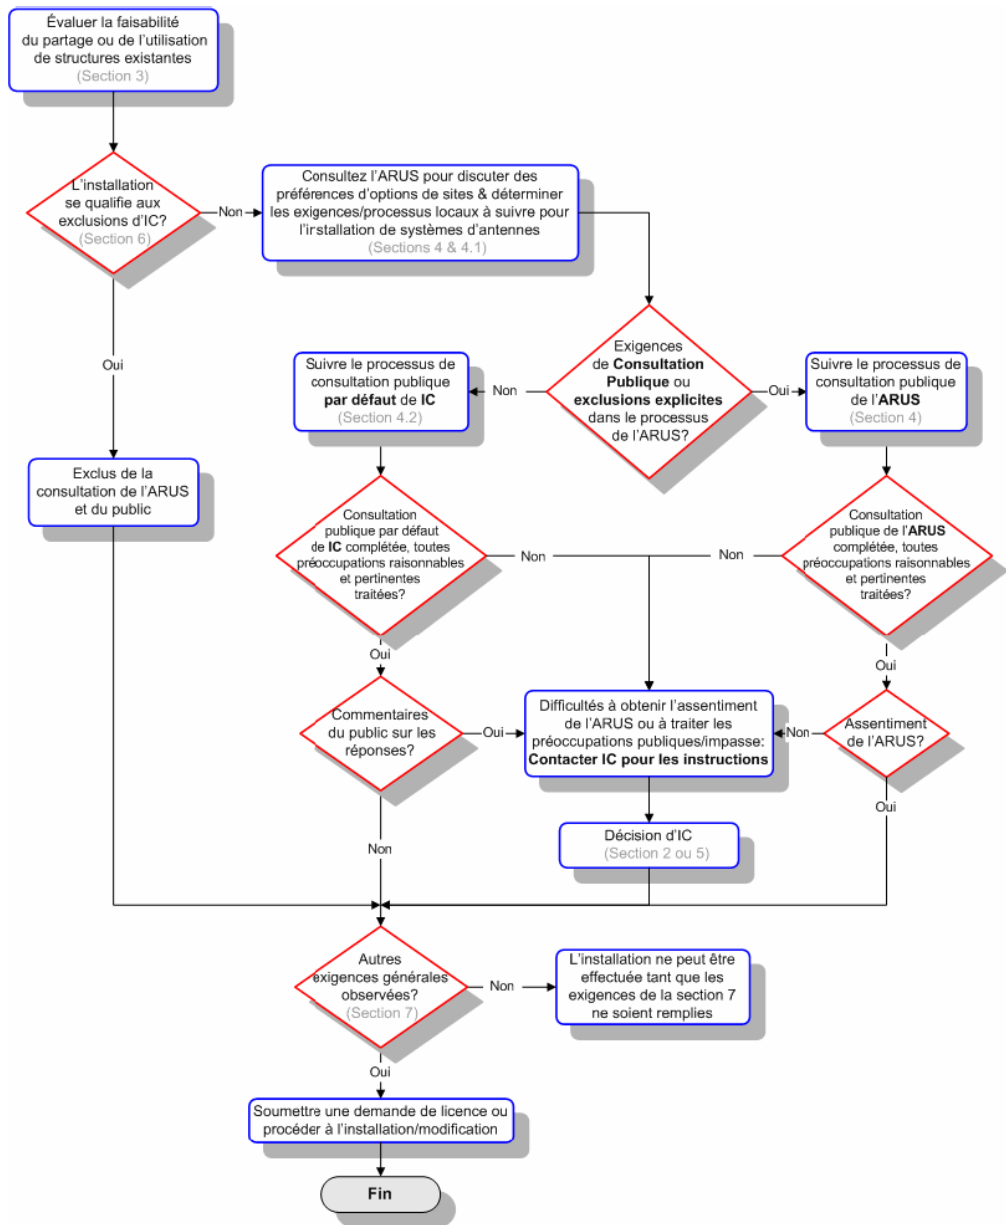 Évaluer la faisabilité
du partage ou de l'utilisation
de structures existantes
(Section 3)
L'installation
se qualifie aux
exclusions d'IC?
(Section 6)
Non
Consultez l'ARUS pour discuter des
préférences d'options de sites & déterminer
les exigences/processus locaux à suivre pour
l'installation de systèmes d'antennes
(Sections 4 & 4.1)
Oui
Exigences
de Consultation
Publique ou
exclusions explicites
dans le processus
de l'ARUS?
Non
Oui
Suivre le processus de
consultation publique
par défaut de IC
(Section 4.2)
Suivre le processus de
consultation publique
de l'ARUS
(Section 4)
Exclus de la
consultation de l'ARUS
et du public
Consultation
publique par défaut
de IC complétée, toutes
préoccupations raisonnables
et pertinentes
traitées?
Non
Non
Consultation
publique de l'ARUS
complétée, toutes
préoccupations raisonnables
et pertinentes
traitées?
Oui
Oui
Commentaires
du public sur les
réponses?
Oui
Difficultés à obtenir l'assentiment
de l'ARUS ou à traiter les
préoccupations publiques/impasse:
Contacter IC pour les instructions
Non
Assentiment
de l'ARUS?
Oui
Non
Décision d'IC
(Section 2 ou 5)
Autres
exigences générales
observées?
(Section 7)
Non
L'installation ne peut être
effectuée tant que les
exigences de la section 7
ne soient remplies
Oui
Soumettre une demande de licence ou
procéder à l'installation/modification
Fin